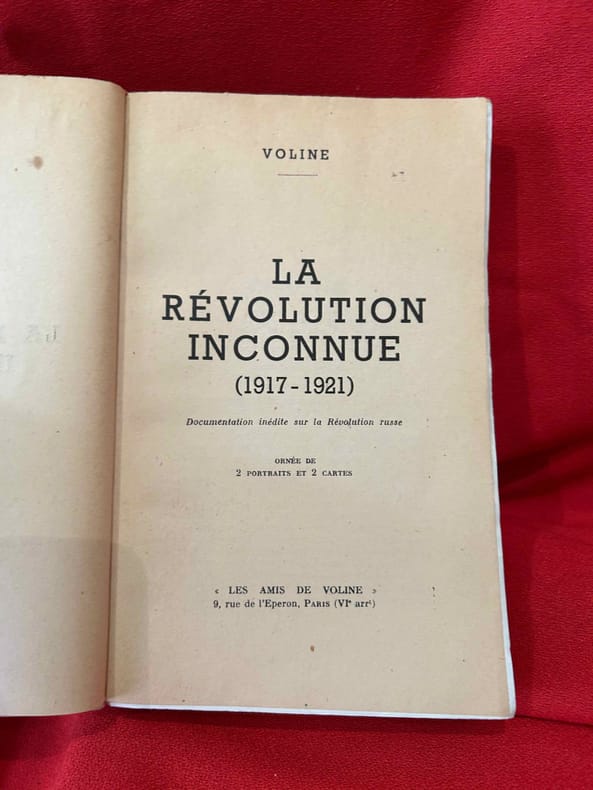 VOLINE
LA
RÉVOLUTION
INCONNUE
(1917-1921)
Documentation inédite sur la Révolution russe
ORNÉE DE
2 PORTRAITS ET 2 CARTES
« LES AMIS DE VOLINE »
9, rue de l'Eperon, PARIS (VIe arrt)